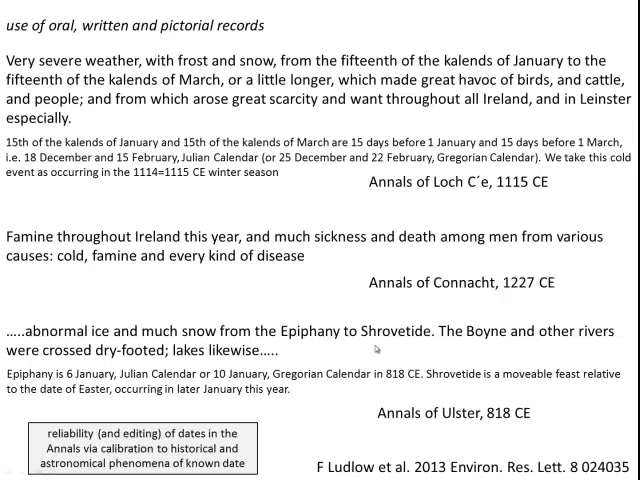 use of oral, written and pictorial records
Very severe weather, with frost and snow, from the fifteenth of the kalends of January to the
fifteenth of the kalends of March, or a little longer, which made great havoc of birds, and cattle,
and people; and from which arose great scarcity and want throughout all Ireland, and in Leinster
especially.
15th of the kalends of January and 15th of the kalends of March are 15 days before 1 January and 15 days before 1 March,
i.e. 18 December and 15 February, Julian Calendar (or 25 December and 22 February, Gregorian Calendar). We take this cold
event as occurring in the 1114=1115 CE winter season
Annals of Loch C´e, 1115 CE
Famine throughout Ireland this year, and much sickness and death among men from various
causes: cold, famine and every kind of disease
Annals of Connacht, 1227 CE
…..abnormal ice and much snow from the Epiphany to Shrovetide. The Boyne and other rivers
were crossed dry-footed; lakes likewise…..
Epiphany is 6 January, Julian Calendar or 10 January, Gregorian Calendar in 818 CE. Shrovetide is a moveable feast relative
to the date of Easter, occurring in later January this year.
Annals of Ulster, 818 CE
reliability (and editing) of dates in the
Annals via calibration to historical and
astronomical phenomena of known date
F Ludlow et al. 2013 Environ. Res. Lett. 8 024035